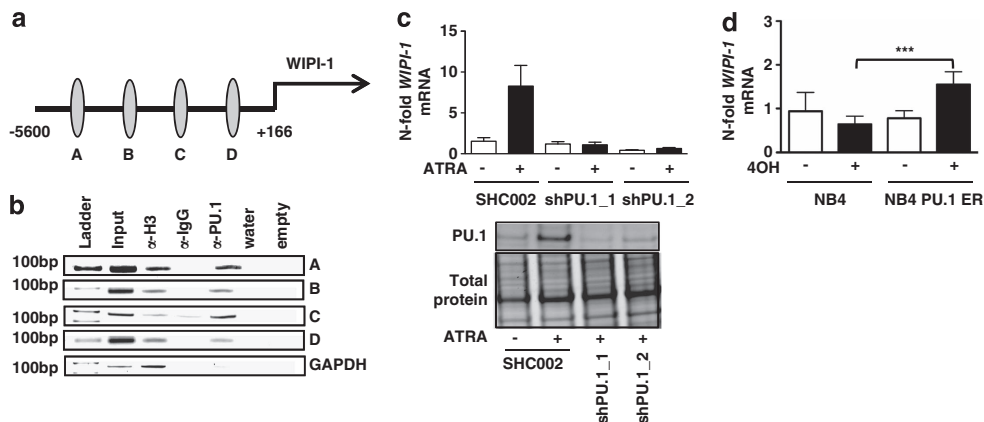 a
WIPI-1
-5600
+166
A B C D
b
Ladder
Input
α-H3
α-IgG
α-PU.1
water
empty
100bp A
100bp B
100bp C
100bp D
100bp GAPDH
c
N-fold WIPI-1
mRNA
15
10
5
0
ATRA - + - + - +
SHC002 shPU.1_1 shPU.1_2
PU.1
Total
protein
ATRA - + + +
SHC002
shPU.1_1
shPU.1_2
d
N-fold WIPI-1
mRNA
3
2
1
0
***
4OH - + - +
NB4 NB4 PU.1 ER